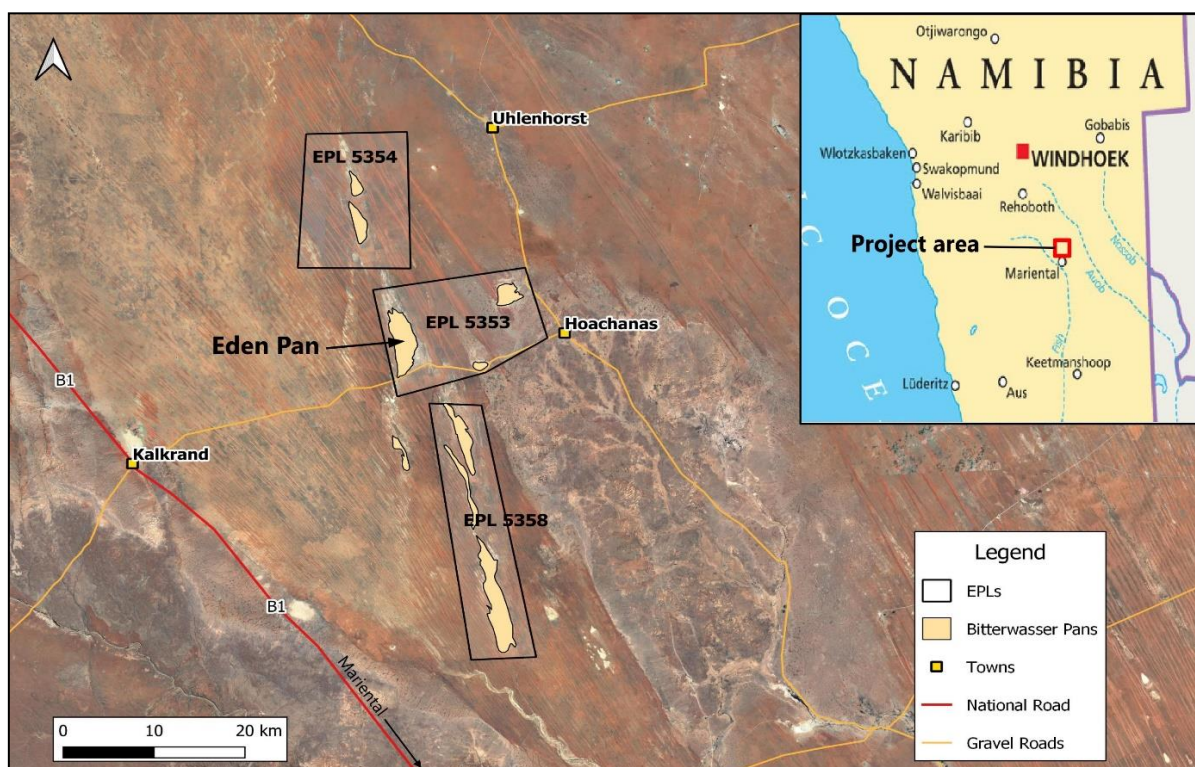 Uhlenhorst
EPL 5354
EPL 5353
Hoachanas
Eden Pan
B1
Kalkrand
EPL 5358
B1
Mariental
0 10 20 km
Otjiwarongo
NAMIBIA
Karibib
Gobabis
Wlotzkasbaken
WINDHOEK
Swakopmund
Walvisbaai
Rehoboth
Project area
Nosob
Auob
Mariental
Fish
C OCE
Keetmanshoop
Lüderitz
Aus
Legend
EPLs
Bitterwasser Pans
Towns
National Road
Gravel Roads